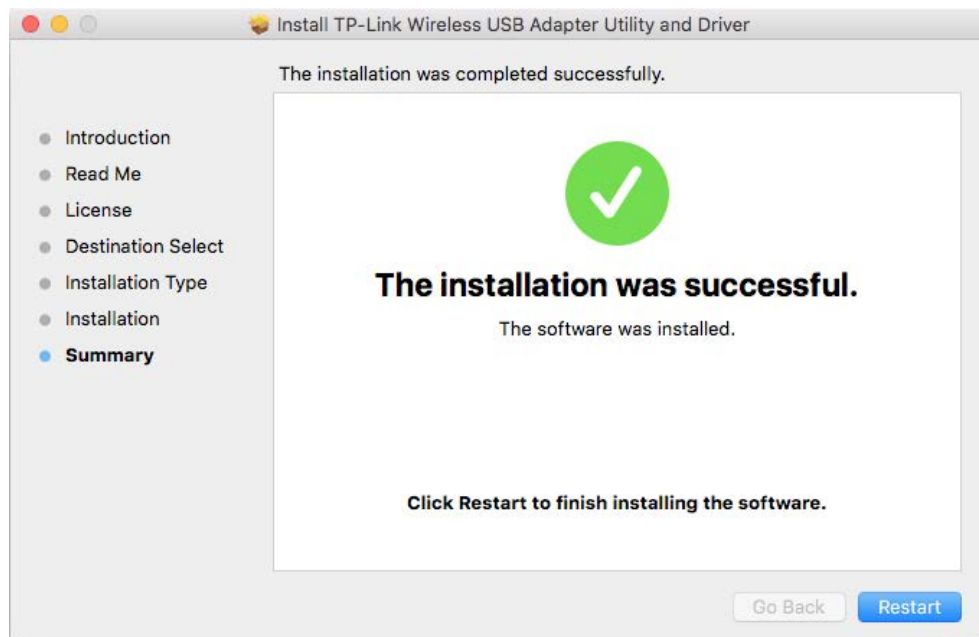 Install TP-Link Wireless USB Adapter Utility and Driver
The installation was completed successfully.
Introduction
Read Me
License
Destination Select
Installation Type
Installation
Summary
The installation was successful.
The software was installed.
Click Restart to finish installing the software.
Go Back
Restart